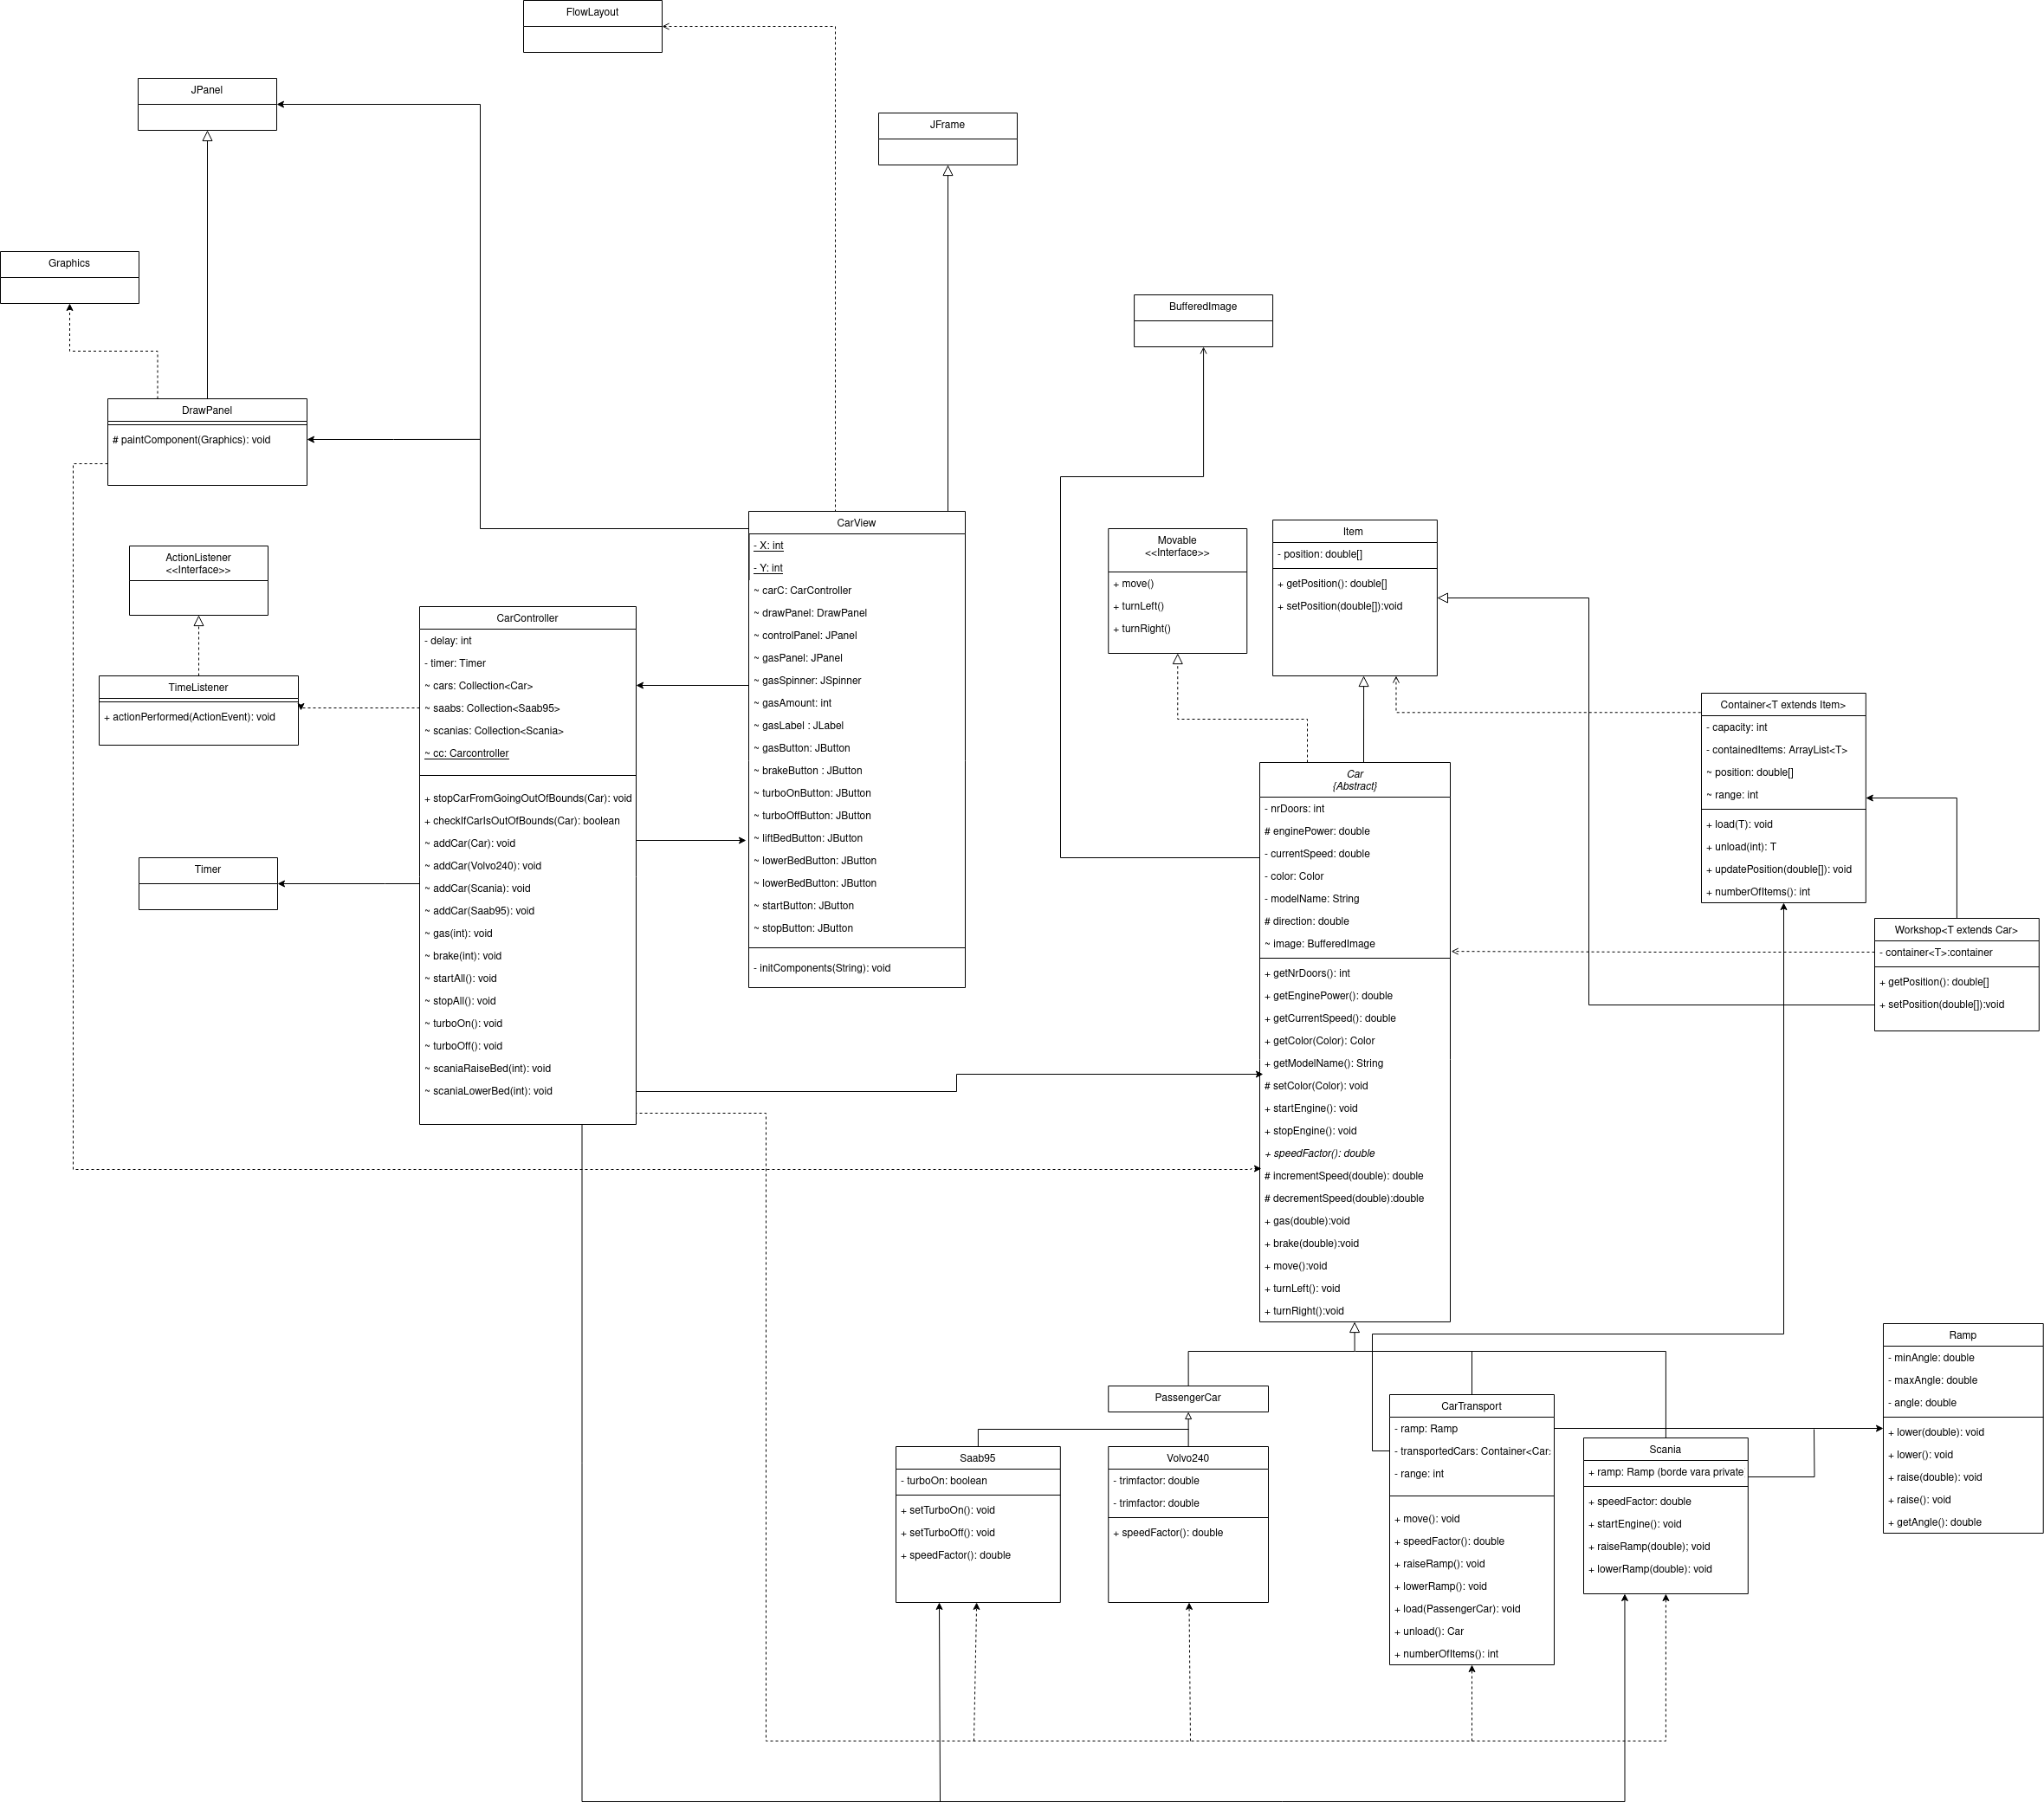 FlowLayout
JPanel
JFrame
Graphics
BufferedImage
DrawPanel
# paintComponent(Graphics): void
CarView
- X: int
- Y: int
~ carC: CarController
~ drawPanel: DrawPanel
~ controlPanel: JPanel
~ gasPanel: JPanel
~ gasSpinner: JSpinner
~ gasAmount: int
~ gasLabel : JLabel
~ gasButton: JButton
~ brakeButton : JButton
~ turboOnButton: JButton
~ turboOffButton: JButton
~ liftBedButton: JButton
~ lowerBedButton: JButton
~ lowerBedButton: JButton
~ startButton: JButton
~ stopButton: JButton
- initComponents(String): void
Movable
<<Interface>>
+ move()
+ turnLeft()
+ turnRight()
Item
- position: double[]
+ getPosition(): double[]
+ setPosition(double[]):void
ActionListener
<<Interface>>
CarController
- delay: int
- timer: Timer
~ cars: Collection<Car>
~ saabs: Collection<Saab95>
~ scanias: Collection<Scania>
~ cc: Carcontroller
+ stopCarFromGoingOutOfBounds(Car): void
+ checkIfCarIsOutOfBounds(Car): boolean
~ addCar(Car): void
~ addCar(Volvo240): void
~ addCar(Scania): void
~ addCar(Saab95): void
~ gas(int): void
~ brake(int): void
~ startAll(): void
~ stopAll(): void
~ turboOn(): void
~ turboOff(): void
~ scaniaRaiseBed(int): void
~ scaniaLowerBed(int): void
TimeListener
+ actionPerformed(ActionEvent): void
Timer
Container<T extends Item>
- capacity: int
- containedItems: ArrayList<T>
~ position: double[]
~ range: int
+ load(T): void
+ unload(int): T
+ updatePosition(double[]): void
+ numberOfItems(): int
Car
{Abstract}
- nrDoors: int
# enginePower: double
- currentSpeed: double
- color: Color
- modelName: String
# direction: double
~ image: BufferedImage
+ getNrDoors(): int
+ getEnginePower(): double
+ getCurrentSpeed(): double
+ getColor(Color): Color
+ getModelName(): String
# setColor(Color): void
+ startEngine(): void
+ stopEngine(): void
+ speedFactor(): double
# incrementSpeed(double): double
# decrementSpeed(double):double
+ gas(double):void
+ brake(double):void
+ move():void
+ turnLeft(): void
+ turnRight():void
Workshop<T extends Car>
- container<T>:container
+ getPosition(): double[]
+ setPosition(double[]):void
Ramp
- minAngle: double
- maxAngle: double
- angle: double
+ lower(double): void
+ lower(): void
+ raise(double): void
+ raise(): void
+ getAngle(): double
PassengerCar
CarTransport
- ramp: Ramp
- transportedCars: Container<Car:
- range: int
+ move(): void
+ speedFactor(): double
+ raiseRamp(): void
+ lowerRamp(): void
+ load(PassengerCar): void
+ unload(): Car
+ numberOfItems(): int
Scania
+ ramp: Ramp (borde vara private
+ speedFactor: double
+ startEngine(): void
+ raiseRamp(double); void
+ lowerRamp(double): void
Saab95
- turboOn: boolean
+ setTurboOn(): void
+ setTurboOff(): void
+ speedFactor(): double
Volvo240
- trimfactor: double
- trimfactor: double
+ speedFactor(): double